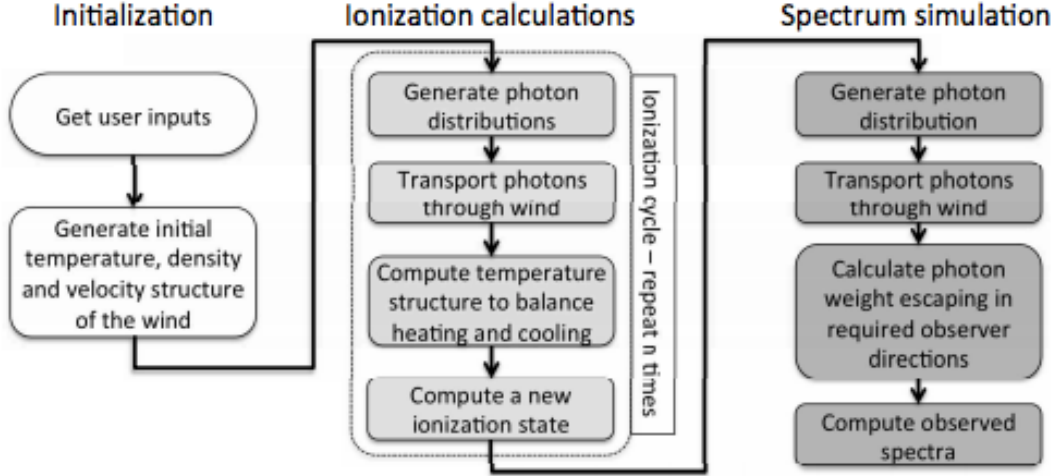 Initialization
Get user inputs
Generate initial
temperature, density
and velocity structure
of the wind
Ionization calculations
Generate photon
distributions
Transport photons
through wind
Compute temperature
structure to balance
heating and cooling
Compute a new
ionization state
Ionization cycle – repeat n times
Spectrum simulation
Generate photon
distribution
Transport photons
through wind
Calculate photon
weight escaping in
required observer
directions
Compute observed
spectra